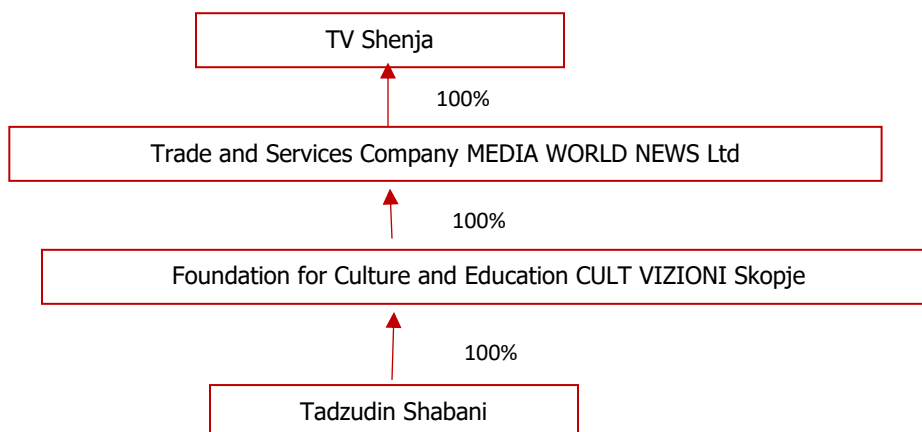 TV Shenja
100%
Trade and Services Company MEDIA WORLD NEWS Ltd
100%
Foundation for Culture and Education CULT VIZIONI Skopje
100%
Tadzudin Shabani